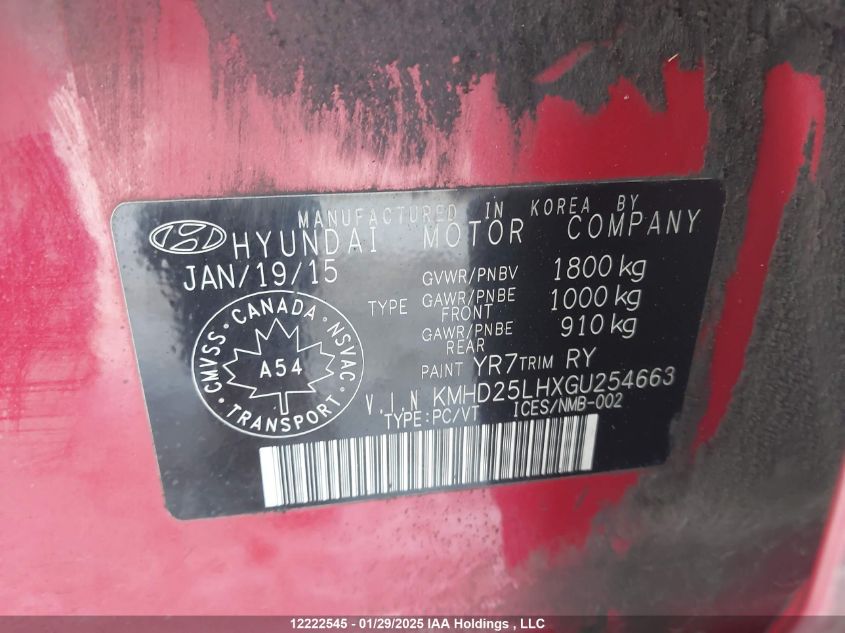 MANUFACTURED IN KOREA BY
HYUNDAI MOTOR COMPANY
JAN/19/15
GVWR/PNBV 1800 kg
TYPE GAWR/PNBE FRONT 1000 kg
GAWR/PNBE REAR 910 kg
PAINT YR7 TRIM RY
V.I.N KMHD25LHXGU254663
TYPE:PC/VT ICES/NMB-002
CMVSS · CANADA · NSVAC · TRANSPORT ·
A54
12222545 - 01/29/2025 IAA Holdings , LLC